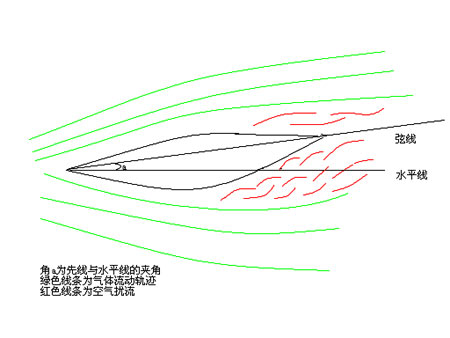 弦线
a
水平线
角a为先线与水平线的夹角
绿色线条为气体流动轨迹
红色线条为空气扰流